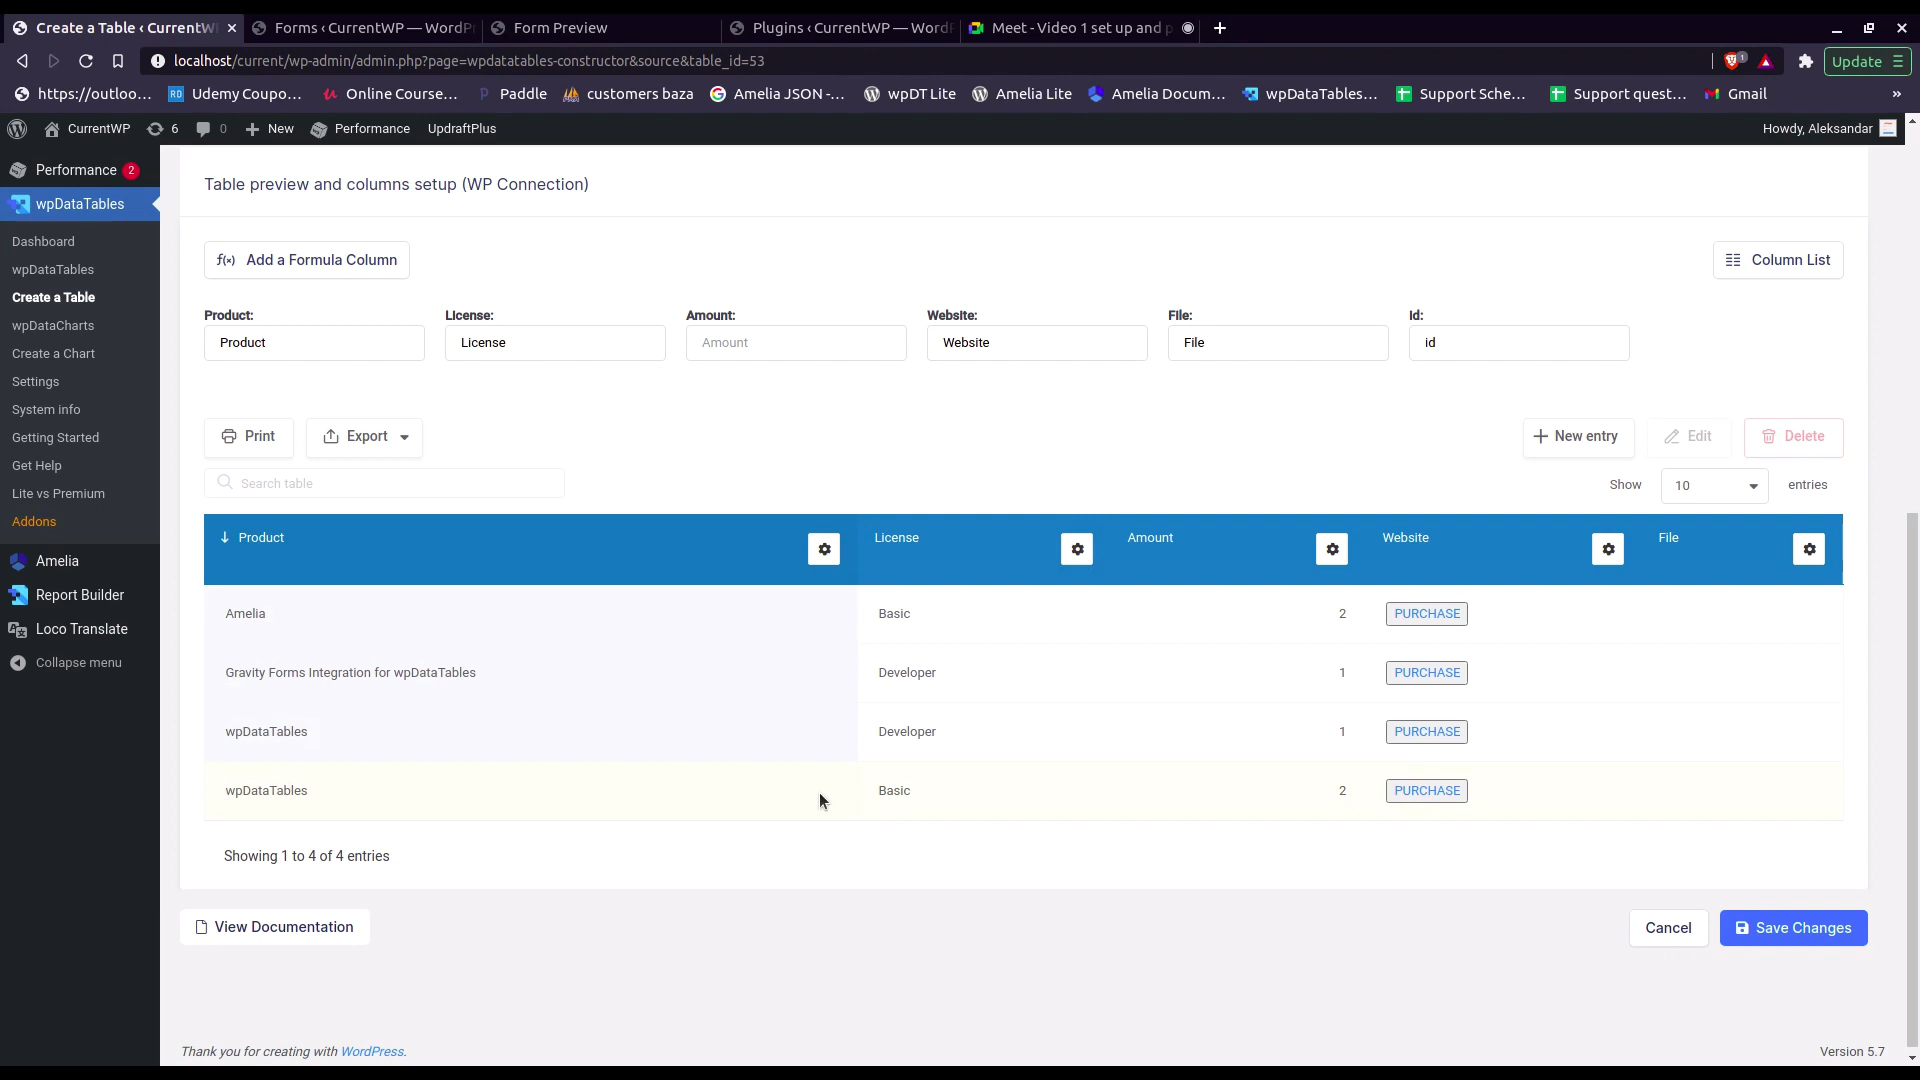 Create a Table ‹ CurrentW
Forms ‹ CurrentWP — WordP
Form Preview
Plugins ‹ CurrentWP — Word
Meet - Video 1 set up and p
localhost/current/wp-admin/admin.php?page=wpdatatables-constructor&source&table_id=53
1
Update
https://outloo...
RD
Udemy Coupo...
Online Course...
Paddle
customers baza
Amelia JSON -...
wpDT Lite
Amelia Lite
Amelia Docum...
wpDataTables...
Support Sche...
Support quest...
Gmail
»
CurrentWP
6
0
New
Performance
UpdraftPlus
Howdy, Aleksandar
Performance 2
wpDataTables
Dashboard
wpDataTables
Create a Table
wpDataCharts
Create a Chart
Settings
System info
Getting Started
Get Help
Lite vs Premium
Addons
Amelia
Report Builder
Loco Translate
Collapse menu
Table preview and columns setup (WP Connection)
f(x) Add a Formula Column
Column List
Product: License: Amount: Website: File: Id:
Product License Amount Website File id
Print
Export
New entry
Edit
Delete
Search table
Show 10 entries
Product License Amount Website File
Amelia Basic 2 PURCHASE
Gravity Forms Integration for wpDataTables Developer 1 PURCHASE
wpDataTables Developer 1 PURCHASE
wpDataTables Basic 2 PURCHASE
Showing 1 to 4 of 4 entries
View Documentation
Cancel
Save Changes
Thank you for creating with WordPress.
Version 5.7